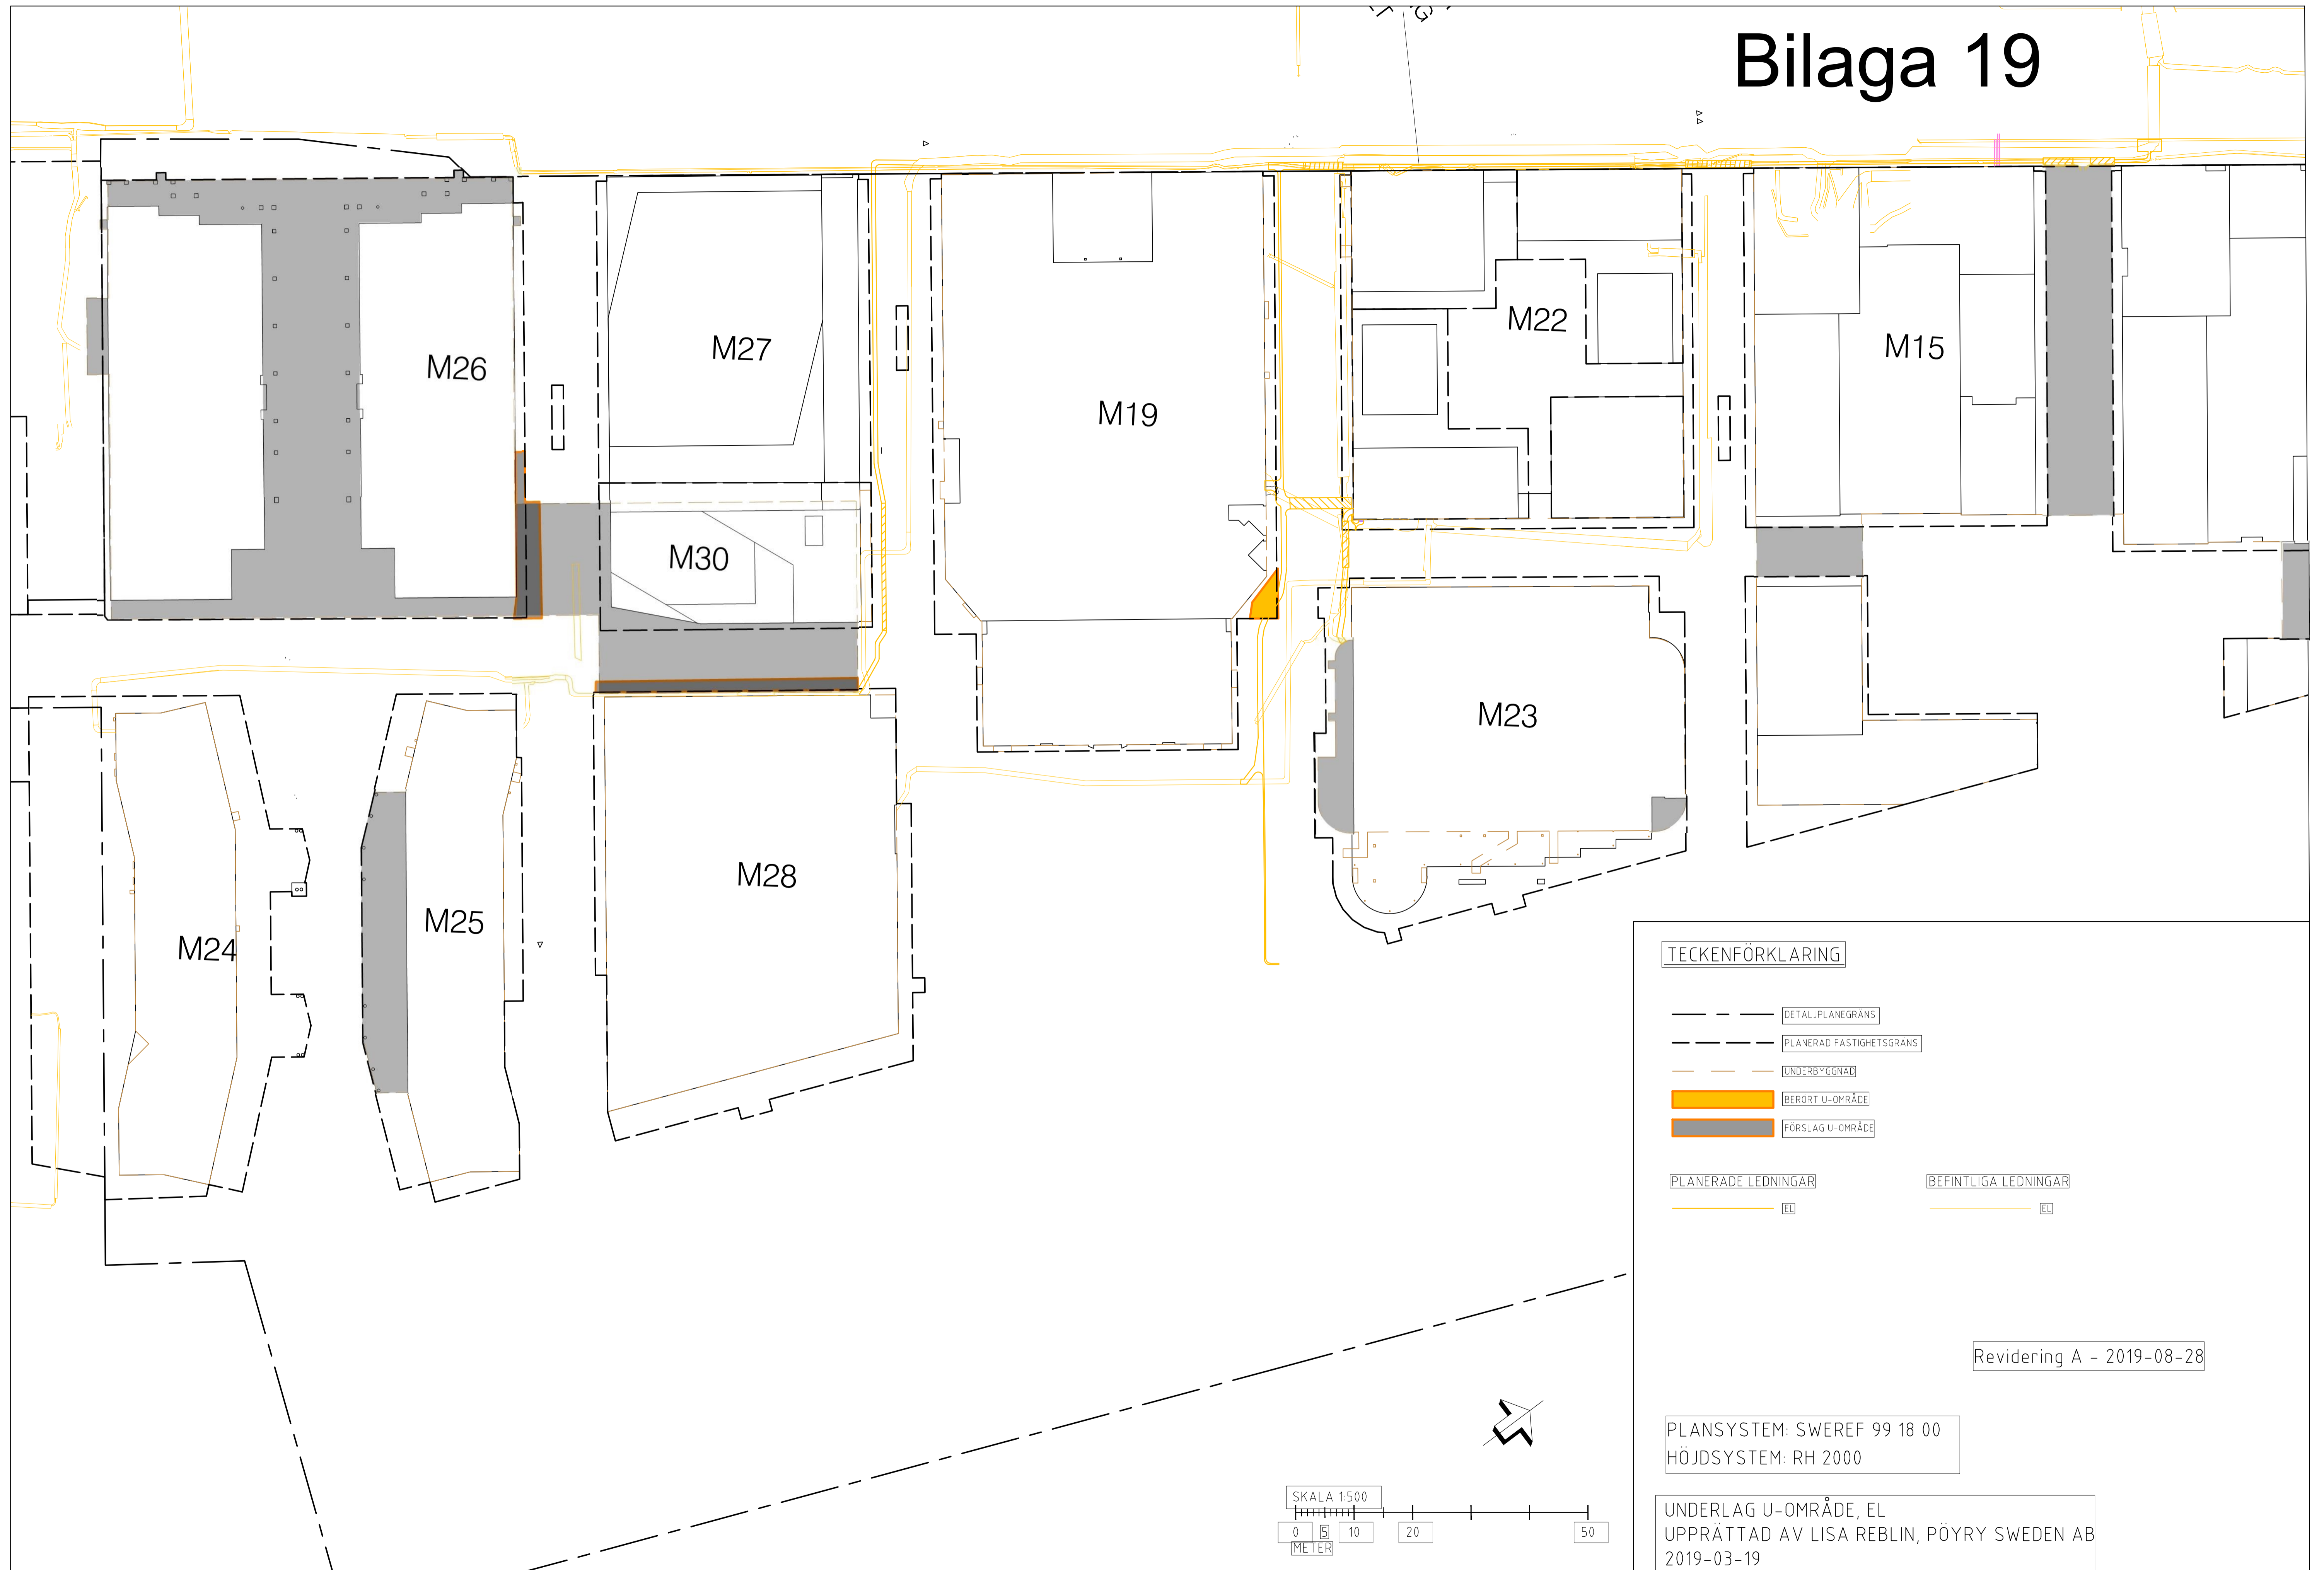 Bilaga 19
M26
M27
M19
M22
M15
M30
M23
M28
M25
M24
TECKENFÖRKLARING
DETALJPLANEGRÄNS
PLANERAD FASTIGHETSGRÄNS
UNDERBYGGNAD
BERÖRT U-OMRÅDE
FÖRSLAG U-OMRÅDE
PLANERADE LEDNINGAR
BEFINTLIGA LEDNINGAR
EL
EL
Revidering A - 2019-08-28
PLANSYSTEM: SWEREF 99 18 00
HÖJDSYSTEM: RH 2000
SKALA 1:500
0 5 10 20 50
METER
UNDERLAG U-OMRÅDE, EL
UPPRÄTTAD AV LISA REBLIN, PÖYRY SWEDEN AB
2019-03-19